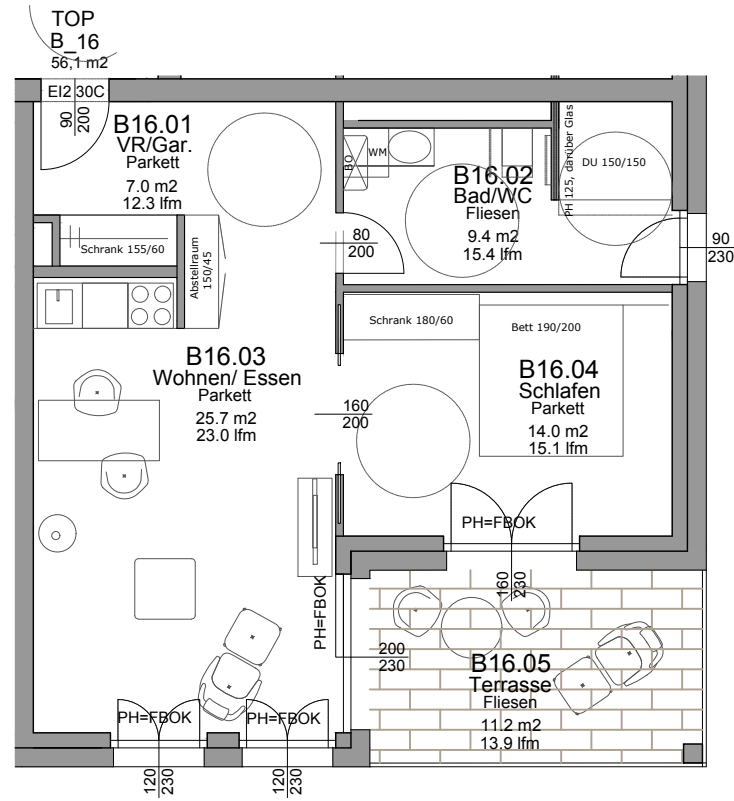 TOP
B_16
56,1 m2
EI2 30C
90
200
B16.01
VR/Gar.
Parkett
7.0 m2
12.3 lfm
BO
WM
B16.02
Bad/WC
Fliesen
9.4 m2
15.4 lfm
PH 125, darüber Glas
DU 150/150
90
230
80
200
Schrank 155/60
Abstellraum
150/45
Schrank 180/60
Bett 190/200
B16.03
Wohnen/ Essen
Parkett
25.7 m2
23.0 lfm
160
200
B16.04
Schlafen
Parkett
14.0 m2
15.1 lfm
PH=FBOK
160
230
PH=FBOK
200
230
B16.05
Terrasse
Fliesen
11.2 m2
13.9 lfm
PH=FBOK
PH=FBOK
120
230
120
230